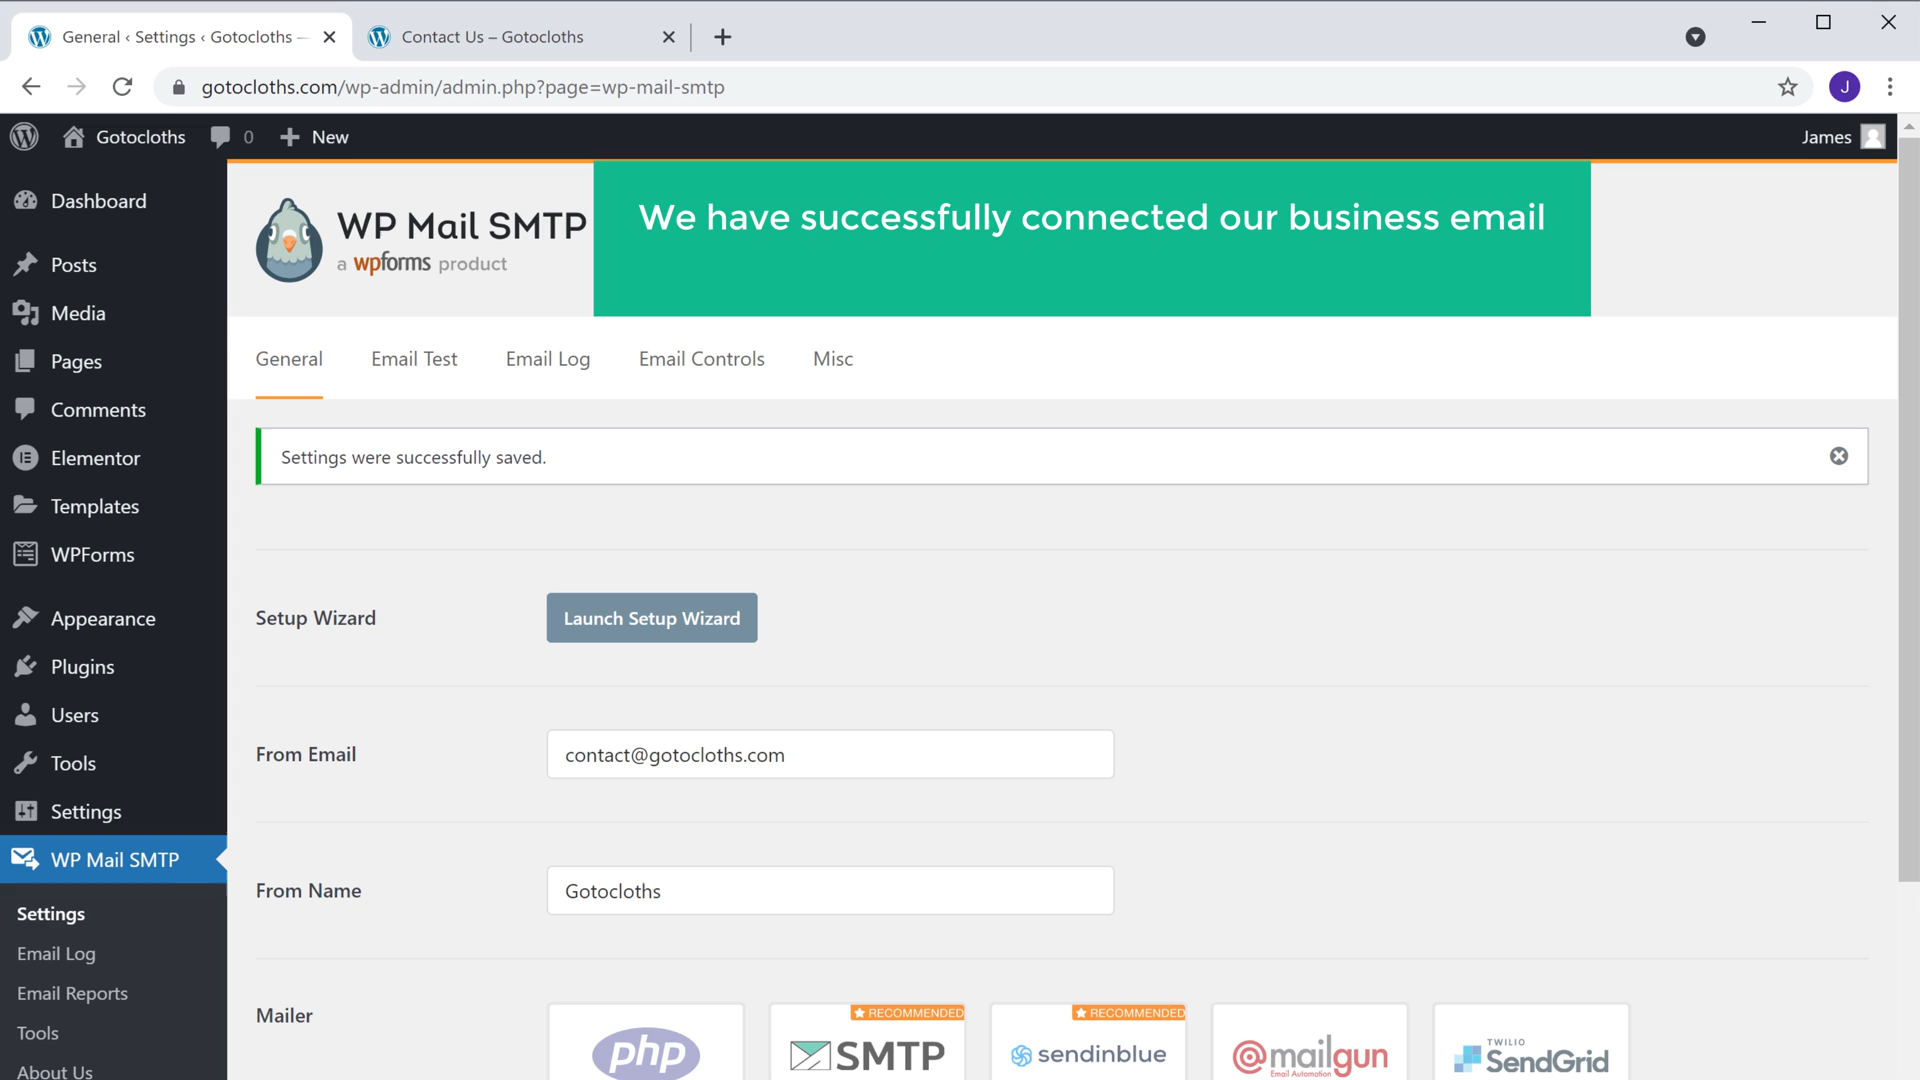 General ‹ Settings ‹ Gotocloths —
Contact Us – Gotocloths
gotocloths.com/wp-admin/admin.php?page=wp-mail-smtp
J
Gotocloths
0
New
James
Dashboard
Posts
Media
Pages
Comments
Elementor
Templates
WPForms
Appearance
Plugins
Users
Tools
Settings
WP Mail SMTP
Settings
Email Log
Email Reports
Tools
About Us
WP Mail SMTP
a wpforms product
We have successfully connected our business email
General
Email Test
Email Log
Email Controls
Misc
Settings were successfully saved.
Setup Wizard
Launch Setup Wizard
From Email
contact@gotocloths.com
From Name
Gotocloths
Mailer
php
RECOMMENDED
SMTP
RECOMMENDED
sendinblue
@mailgun
Email Automation
TWILIO
SendGrid